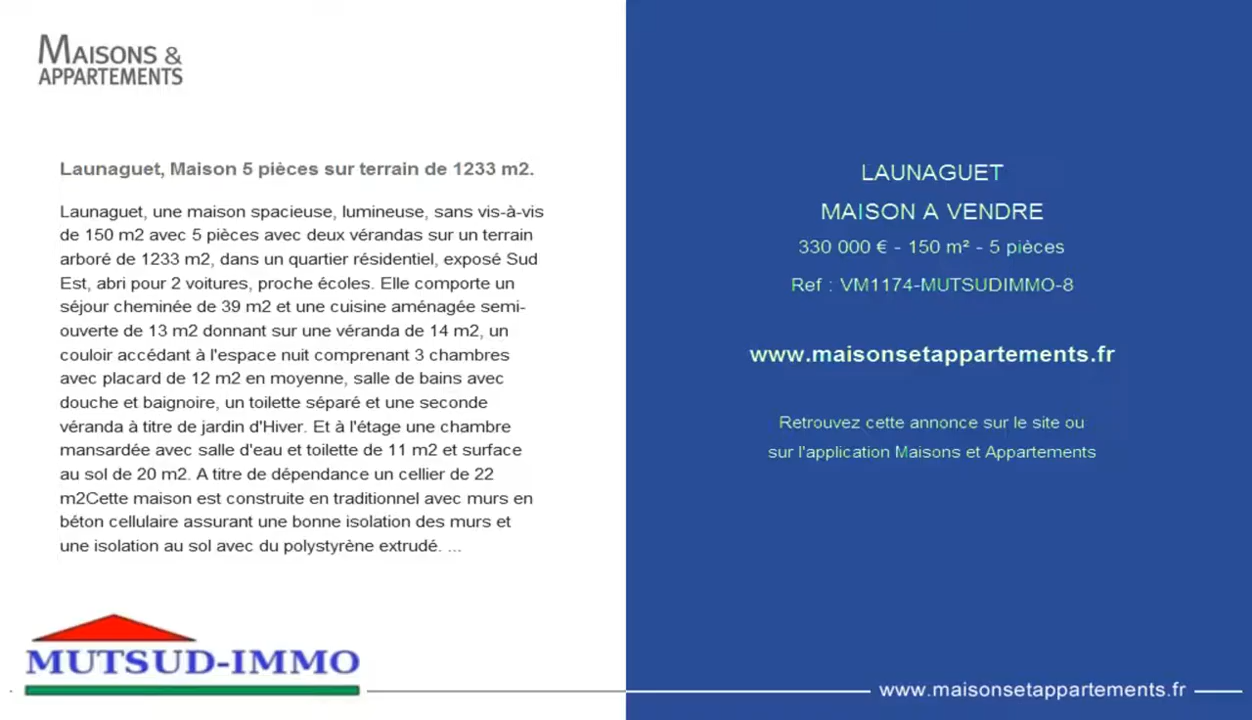 MAISONS &
APPARTEMENTS
Launaguet, Maison 5 pièces sur terrain de 1233 m2.
Launaguet, une maison spacieuse, lumineuse, sans vis-à-vis
de 150 m2 avec 5 pièces avec deux vérandas sur un terrain
arboré de 1233 m2, dans un quartier résidentiel, exposé Sud
Est, abri pour 2 voitures, proche écoles. Elle comporte un
séjour cheminée de 39 m2 et une cuisine aménagée semi-
ouverte de 13 m2 donnant sur une véranda de 14 m2, un
couloir accédant à l'espace nuit comprenant 3 chambres
avec placard de 12 m2 en moyenne, salle de bains avec
douche et baignoire, un toilette séparé et une seconde
véranda à titre de jardin d'Hiver. Et à l'étage une chambre
mansardée avec salle d'eau et toilette de 11 m2 et surface
au sol de 20 m2. A titre de dépendance un cellier de 22
m2Cette maison est construite en traditionnel avec murs en
béton cellulaire assurant une bonne isolation des murs et
une isolation au sol avec du polystyrène extrudé. ...
MUTSUD-IMMO
LAUNAGUET
MAISON A VENDRE
330 000 € - 150 m² - 5 pièces
Ref : VM1174-MUTSUDIMMO-8
www.maisonsetappartements.fr
Retrouvez cette annonce sur le site ou
sur l'application Maisons et Appartements
www.maisonsetappartements.fr